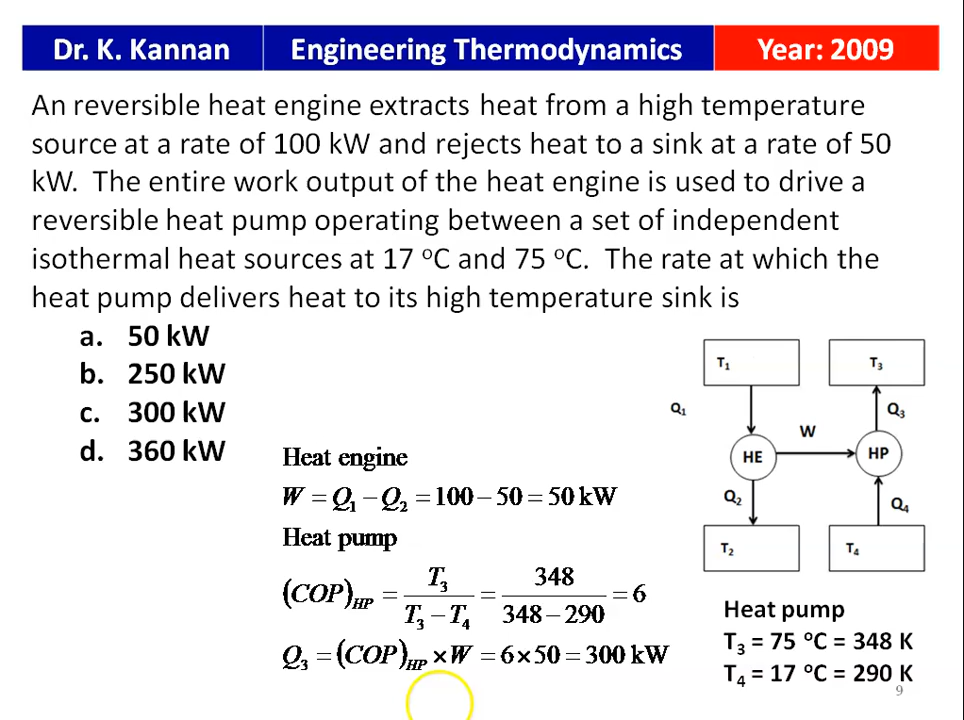 Dr. K. Kannan Engineering Thermodynamics Year: 2009
An reversible heat engine extracts heat from a high temperature
source at a rate of 100 kW and rejects heat to a sink at a rate of 50
kW. The entire work output of the heat engine is used to drive a
reversible heat pump operating between a set of independent
isothermal heat sources at 17 °C and 75 °C. The rate at which the
heat pump delivers heat to its high temperature sink is
a. 50 kW
b. 250 kW
c. 300 kW
d. 360 kW
Heat engine
W = Q₁ – Q₂ = 100 – 50 = 50 kW
Heat pump
(COP)HP = T₃ / (T₃ – T₄) = 348 / (348 – 290) = 6
Q₃ = (COP)HP × W = 6 × 50 = 300 kW
T₁ T₃
Q₁ Q₃
W
HE HP
Q₂ Q₄
T₂ T₄
Heat pump
T₃ = 75 °C = 348 K
T₄ = 17 °C = 290 K
9